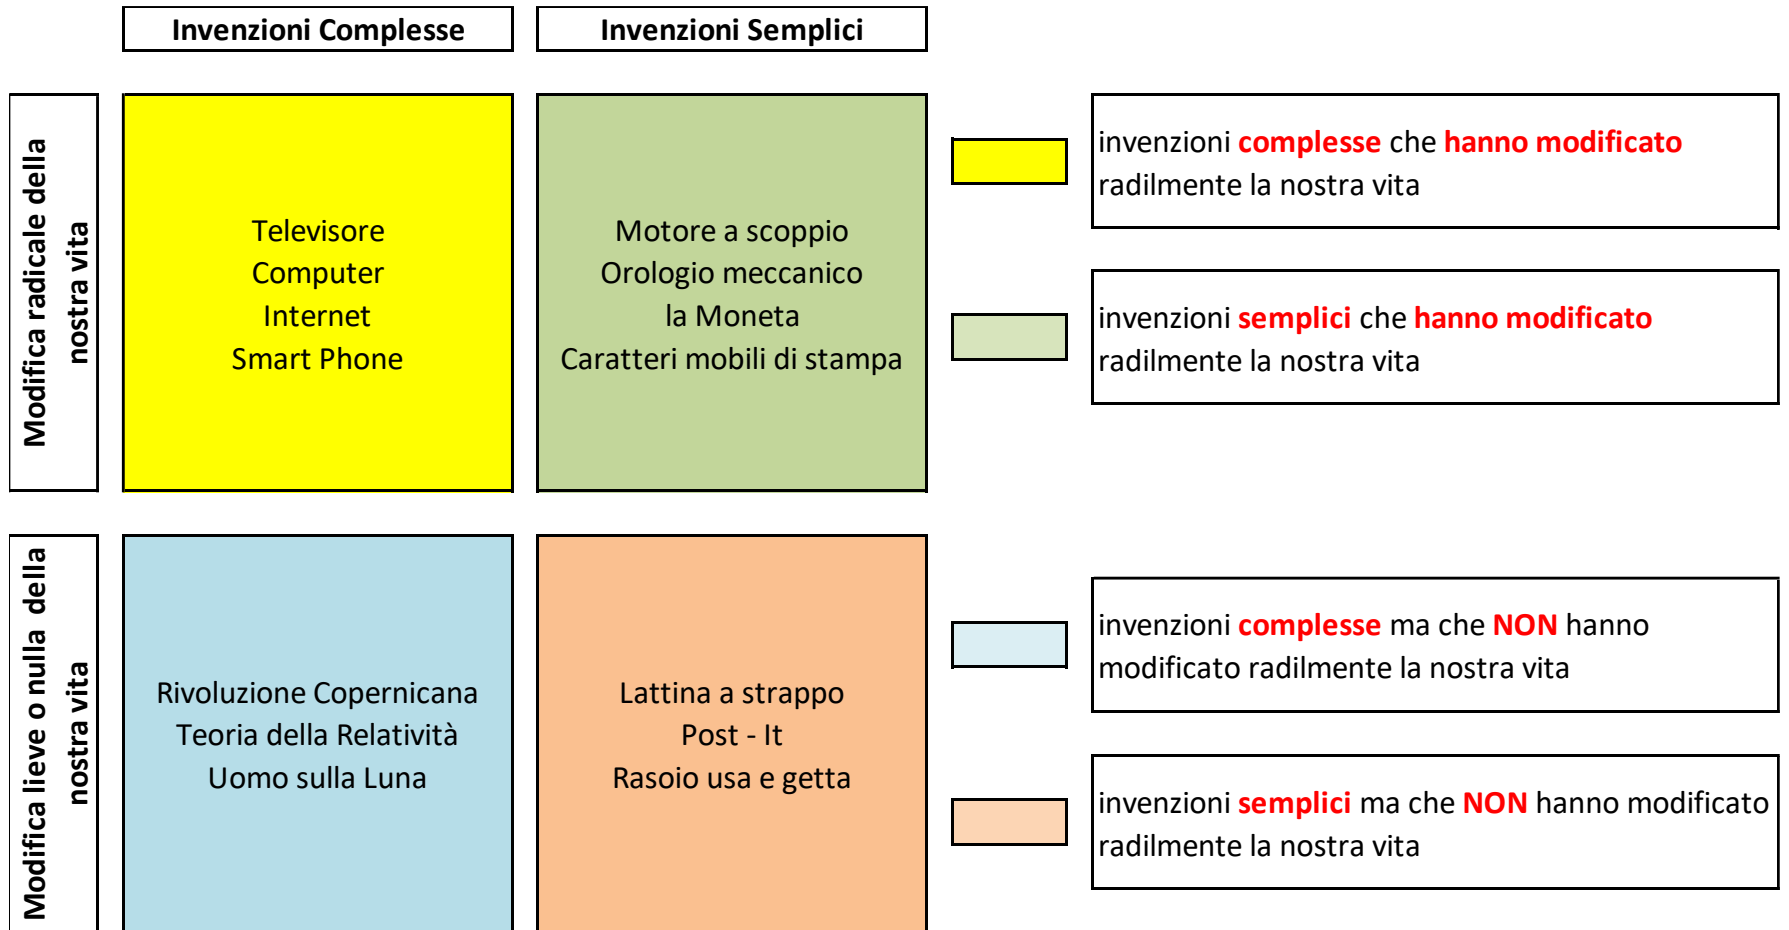 Invenzioni Complesse
Invenzioni Semplici
Modifica radicale della
nostra vita
Televisore
Computer
Internet
Smart Phone
Motore a scoppio
Orologio meccanico
la Moneta
Caratteri mobili di stampa
invenzioni complesse che hanno modificato
radilmente la nostra vita
invenzioni semplici che hanno modificato
radilmente la nostra vita
Modifica lieve o nulla della
nostra vita
Rivoluzione Copernicana
Teoria della Relatività
Uomo sulla Luna
Lattina a strappo
Post - It
Rasoio usa e getta
invenzioni complesse ma che NON hanno
modificato radilmente la nostra vita
invenzioni semplici ma che NON hanno modificato
radilmente la nostra vita